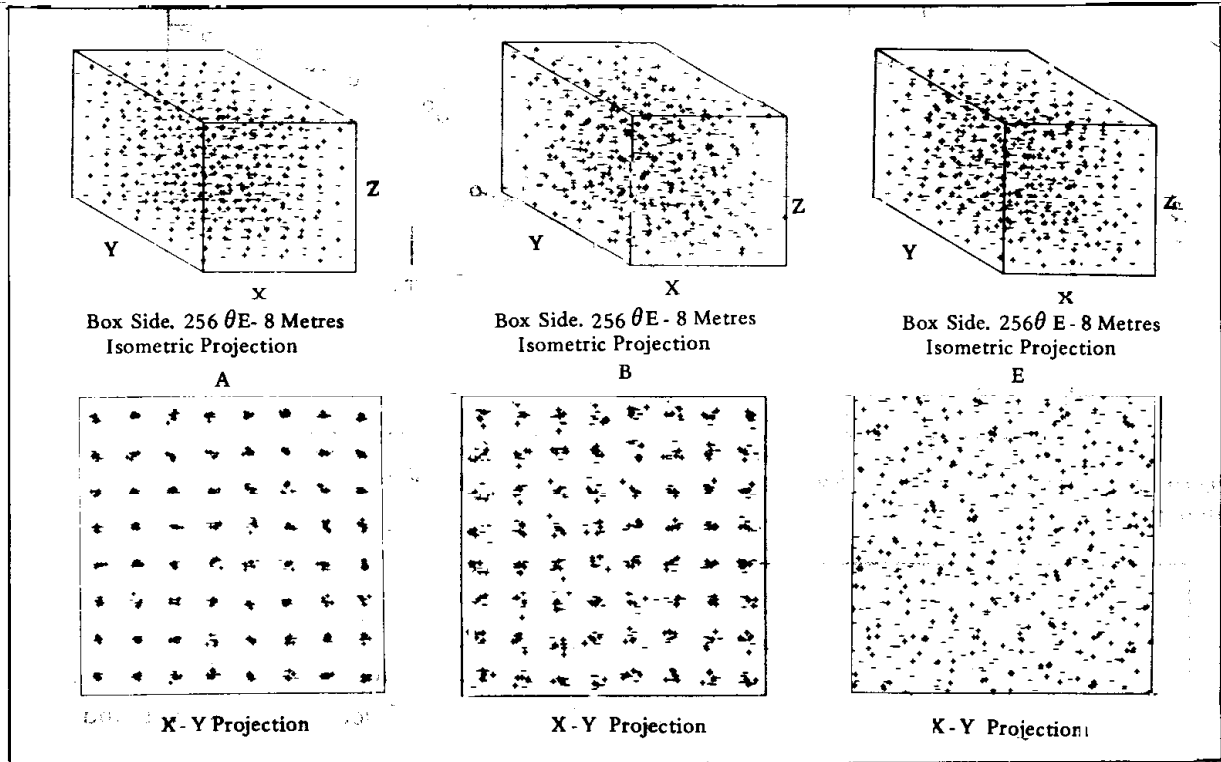 Z
Y
X
Box Side. 256 θE- 8 Metres
Isometric Projection
A
X - Y Projection
Z
Y
X
Box Side. 256 θE - 8 Metres
Isometric Projection
B
X - Y Projection
Z
Y
X
Box Side. 256θ E - 8 Metres
Isometric Projection
E
X - Y Projection